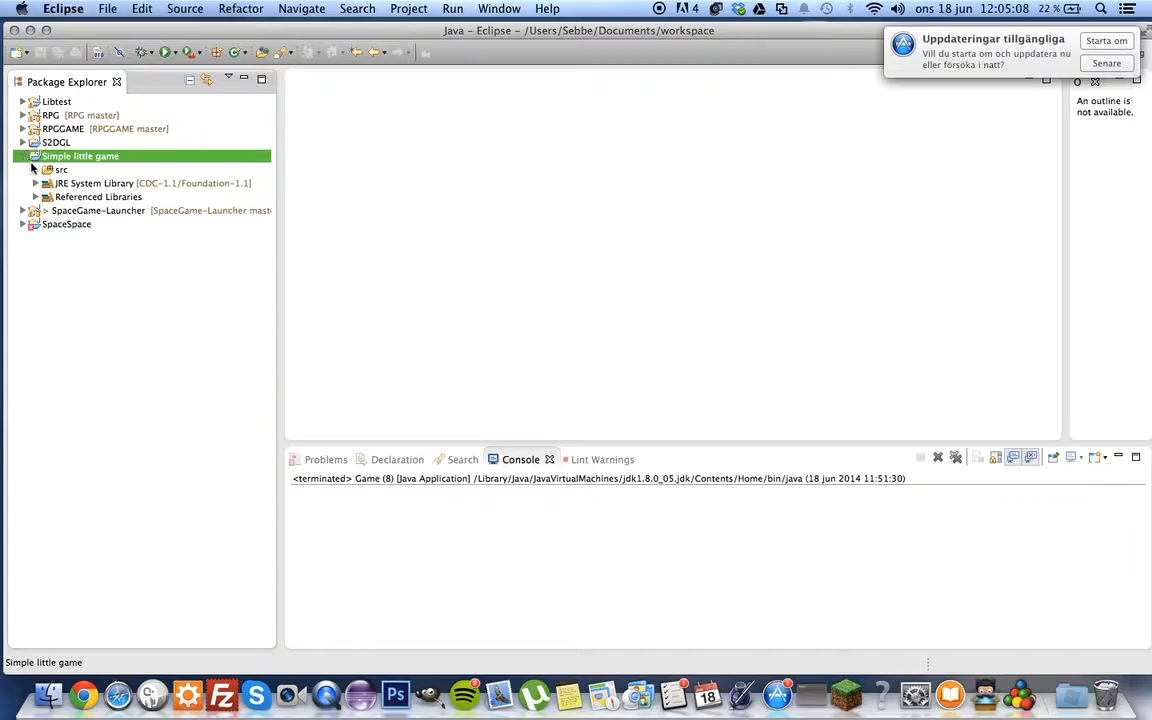 Eclipse File Edit Source Refactor Navigate Search Project Run Window Help 4 ons 18 jun 12:05:08 22 %
Java – Eclipse – /Users/Sebbe/Documents/workspace
Uppdateringar tillgängliga
Vill du starta om och uppdatera nu
eller försöka i natt?
Starta om
Senare
Package Explorer
Libtest
RPG [RPG master]
RPGGAME [RPGGAME master]
S2DGL
Simple little game
src
JRE System Library [CDC-1.1/Foundation-1.1]
Referenced Libraries
> SpaceGame-Launcher [SpaceGame-Launcher mast
SpaceSpace
An outline is
not available.
Problems Declaration Search Console Lint Warnings
<terminated> Game (8) [Java Application] /Library/Java/JavaVirtualMachines/jdk1.8.0_05.jdk/Contents/Home/bin/java (18 jun 2014 11:51:30)
Simple little game
Fz S Ps 18